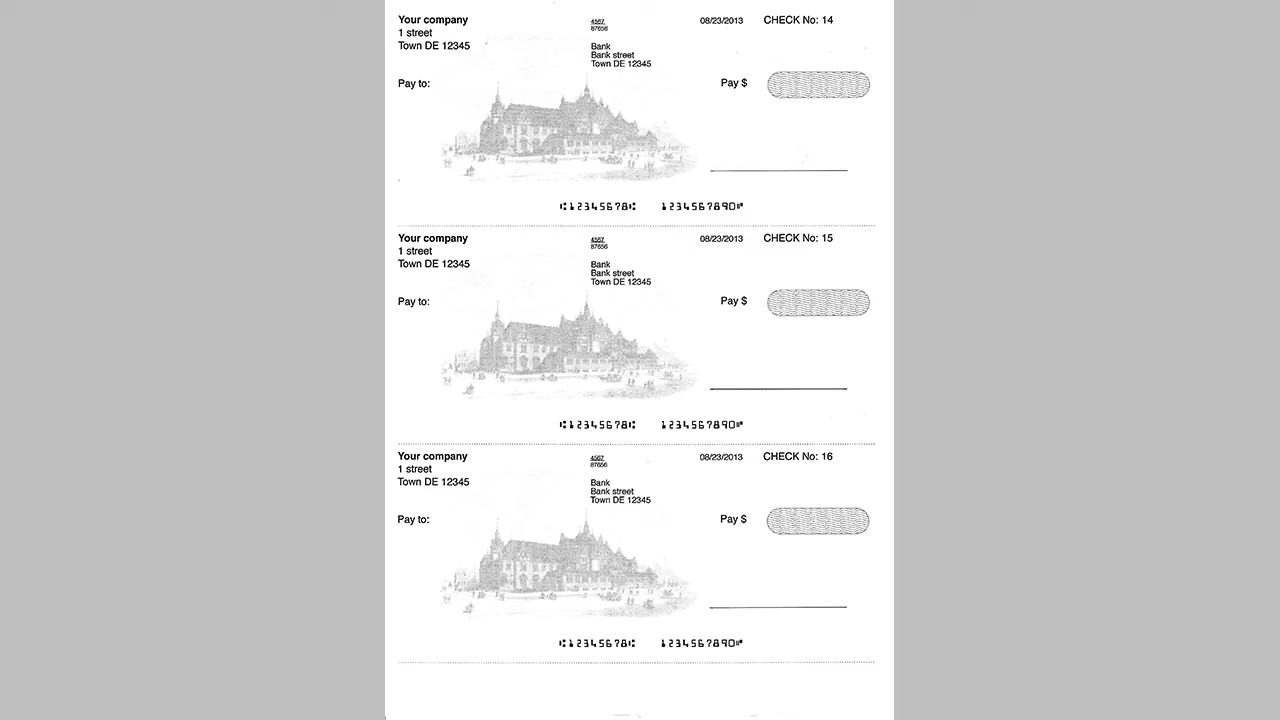 Your company 4567 08/23/2013 CHECK No: 14
1 street 87656
Town DE 12345 Bank
Bank street
Town DE 12345
Pay to: Pay $
⑆12345678⑆ 1234567890⑈
Your company 4567 08/23/2013 CHECK No: 15
1 street 87656
Town DE 12345 Bank
Bank street
Town DE 12345
Pay to: Pay $
⑆12345678⑆ 1234567890⑈
Your company 4567 08/23/2013 CHECK No: 16
1 street 87656
Town DE 12345 Bank
Bank street
Town DE 12345
Pay to: Pay $
⑆12345678⑆ 1234567890⑈